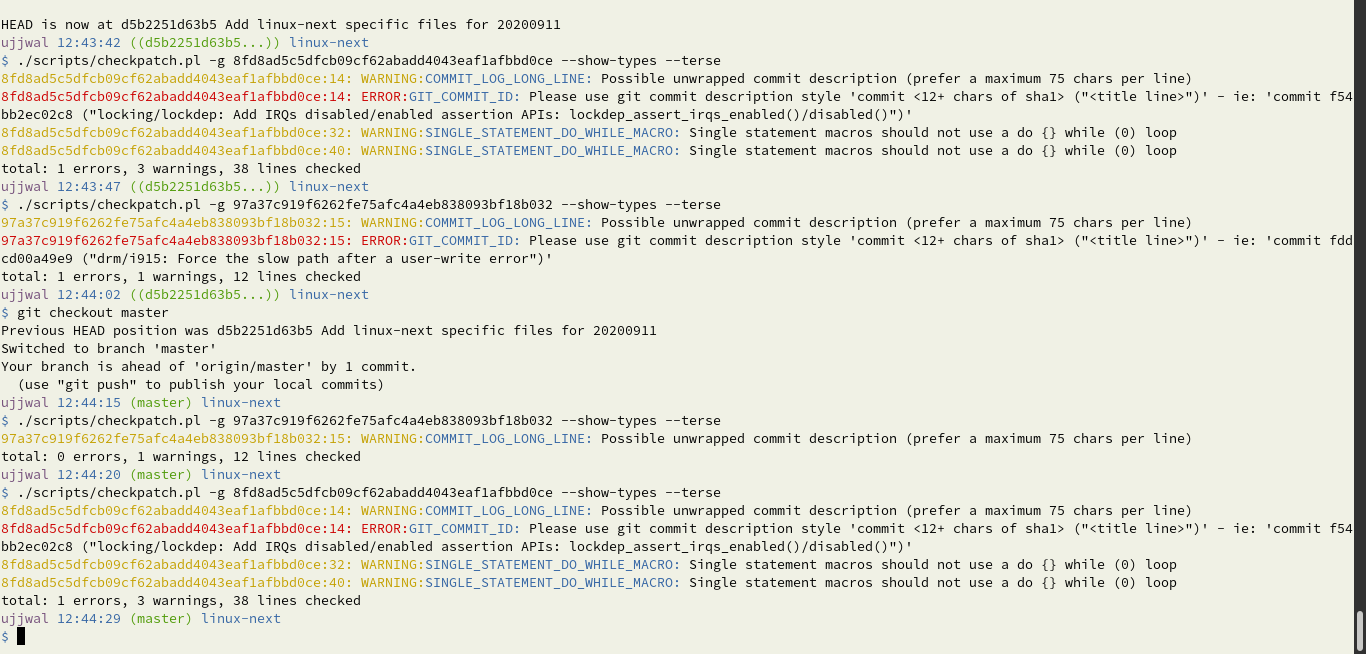 HEAD is now at d5b2251d63b5 Add linux-next specific files for 20200911
ujjwal 12:43:42 ((d5b2251d63b5...)) linux-next
$ ./scripts/checkpatch.pl -g 8fd8ad5c5dfcb09cf62abadd4043eaf1afbbd0ce --show-types --terse
8fd8ad5c5dfcb09cf62abadd4043eaf1afbbd0ce:14: WARNING:COMMIT_LOG_LONG_LINE: Possible unwrapped commit description (prefer a maximum 75 chars per line)
8fd8ad5c5dfcb09cf62abadd4043eaf1afbbd0ce:14: ERROR:GIT_COMMIT_ID: Please use git commit description style 'commit <12+ chars of sha1> ("<title line>")' - ie: 'commit f54
bb2ec02c8 ("locking/lockdep: Add IRQs disabled/enabled assertion APIs: lockdep_assert_irqs_enabled()/disabled()")'
8fd8ad5c5dfcb09cf62abadd4043eaf1afbbd0ce:32: WARNING:SINGLE_STATEMENT_DO_WHILE_MACRO: Single statement macros should not use a do {} while (0) loop
8fd8ad5c5dfcb09cf62abadd4043eaf1afbbd0ce:40: WARNING:SINGLE_STATEMENT_DO_WHILE_MACRO: Single statement macros should not use a do {} while (0) loop
total: 1 errors, 3 warnings, 38 lines checked
ujjwal 12:43:47 ((d5b2251d63b5...)) linux-next
$ ./scripts/checkpatch.pl -g 97a37c919f6262fe75afc4a4eb838093bf18b032 --show-types --terse
97a37c919f6262fe75afc4a4eb838093bf18b032:15: WARNING:COMMIT_LOG_LONG_LINE: Possible unwrapped commit description (prefer a maximum 75 chars per line)
97a37c919f6262fe75afc4a4eb838093bf18b032:15: ERROR:GIT_COMMIT_ID: Please use git commit description style 'commit <12+ chars of sha1> ("<title line>")' - ie: 'commit fdd
cd00a49e9 ("drm/i915: Force the slow path after a user-write error")'
total: 1 errors, 1 warnings, 12 lines checked
ujjwal 12:44:02 ((d5b2251d63b5...)) linux-next
$ git checkout master
Previous HEAD position was d5b2251d63b5 Add linux-next specific files for 20200911
Switched to branch 'master'
Your branch is ahead of 'origin/master' by 1 commit.
  (use "git push" to publish your local commits)
ujjwal 12:44:15 (master) linux-next
$ ./scripts/checkpatch.pl -g 97a37c919f6262fe75afc4a4eb838093bf18b032 --show-types --terse
97a37c919f6262fe75afc4a4eb838093bf18b032:15: WARNING:COMMIT_LOG_LONG_LINE: Possible unwrapped commit description (prefer a maximum 75 chars per line)
total: 0 errors, 1 warnings, 12 lines checked
ujjwal 12:44:20 (master) linux-next
$ ./scripts/checkpatch.pl -g 8fd8ad5c5dfcb09cf62abadd4043eaf1afbbd0ce --show-types --terse
8fd8ad5c5dfcb09cf62abadd4043eaf1afbbd0ce:14: WARNING:COMMIT_LOG_LONG_LINE: Possible unwrapped commit description (prefer a maximum 75 chars per line)
8fd8ad5c5dfcb09cf62abadd4043eaf1afbbd0ce:14: ERROR:GIT_COMMIT_ID: Please use git commit description style 'commit <12+ chars of sha1> ("<title line>")' - ie: 'commit f54
bb2ec02c8 ("locking/lockdep: Add IRQs disabled/enabled assertion APIs: lockdep_assert_irqs_enabled()/disabled()")'
8fd8ad5c5dfcb09cf62abadd4043eaf1afbbd0ce:32: WARNING:SINGLE_STATEMENT_DO_WHILE_MACRO: Single statement macros should not use a do {} while (0) loop
8fd8ad5c5dfcb09cf62abadd4043eaf1afbbd0ce:40: WARNING:SINGLE_STATEMENT_DO_WHILE_MACRO: Single statement macros should not use a do {} while (0) loop
total: 1 errors, 3 warnings, 38 lines checked
ujjwal 12:44:29 (master) linux-next
$